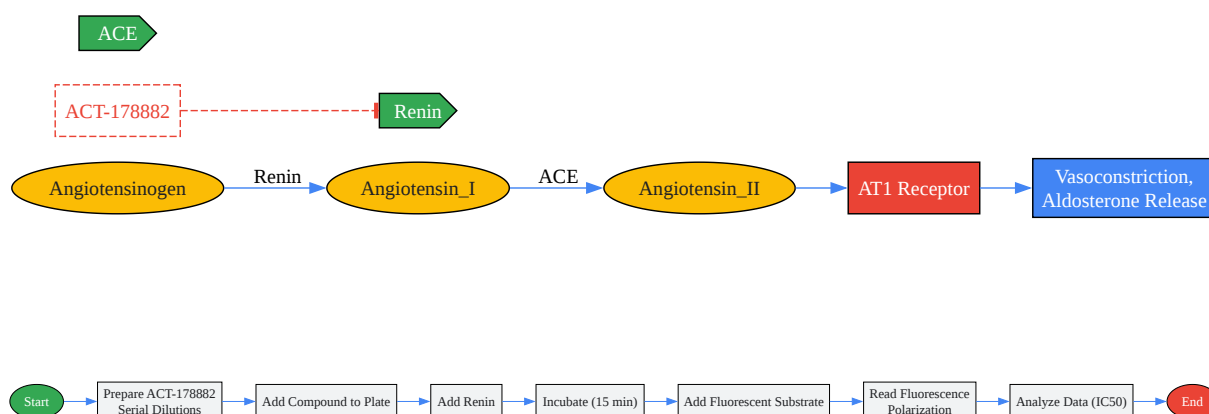 ACE
ACT-178882
Renin
Angiotensinogen
Renin
Angiotensin_I
ACE
Angiotensin_II
AT1 Receptor
Vasoconstriction,
Aldosterone Release
Start
Prepare ACT-178882
Serial Dilutions
Add Compound to Plate
Add Renin
Incubate (15 min)
Add Fluorescent Substrate
Read Fluorescence
Polarization
Analyze Data (IC50)
End